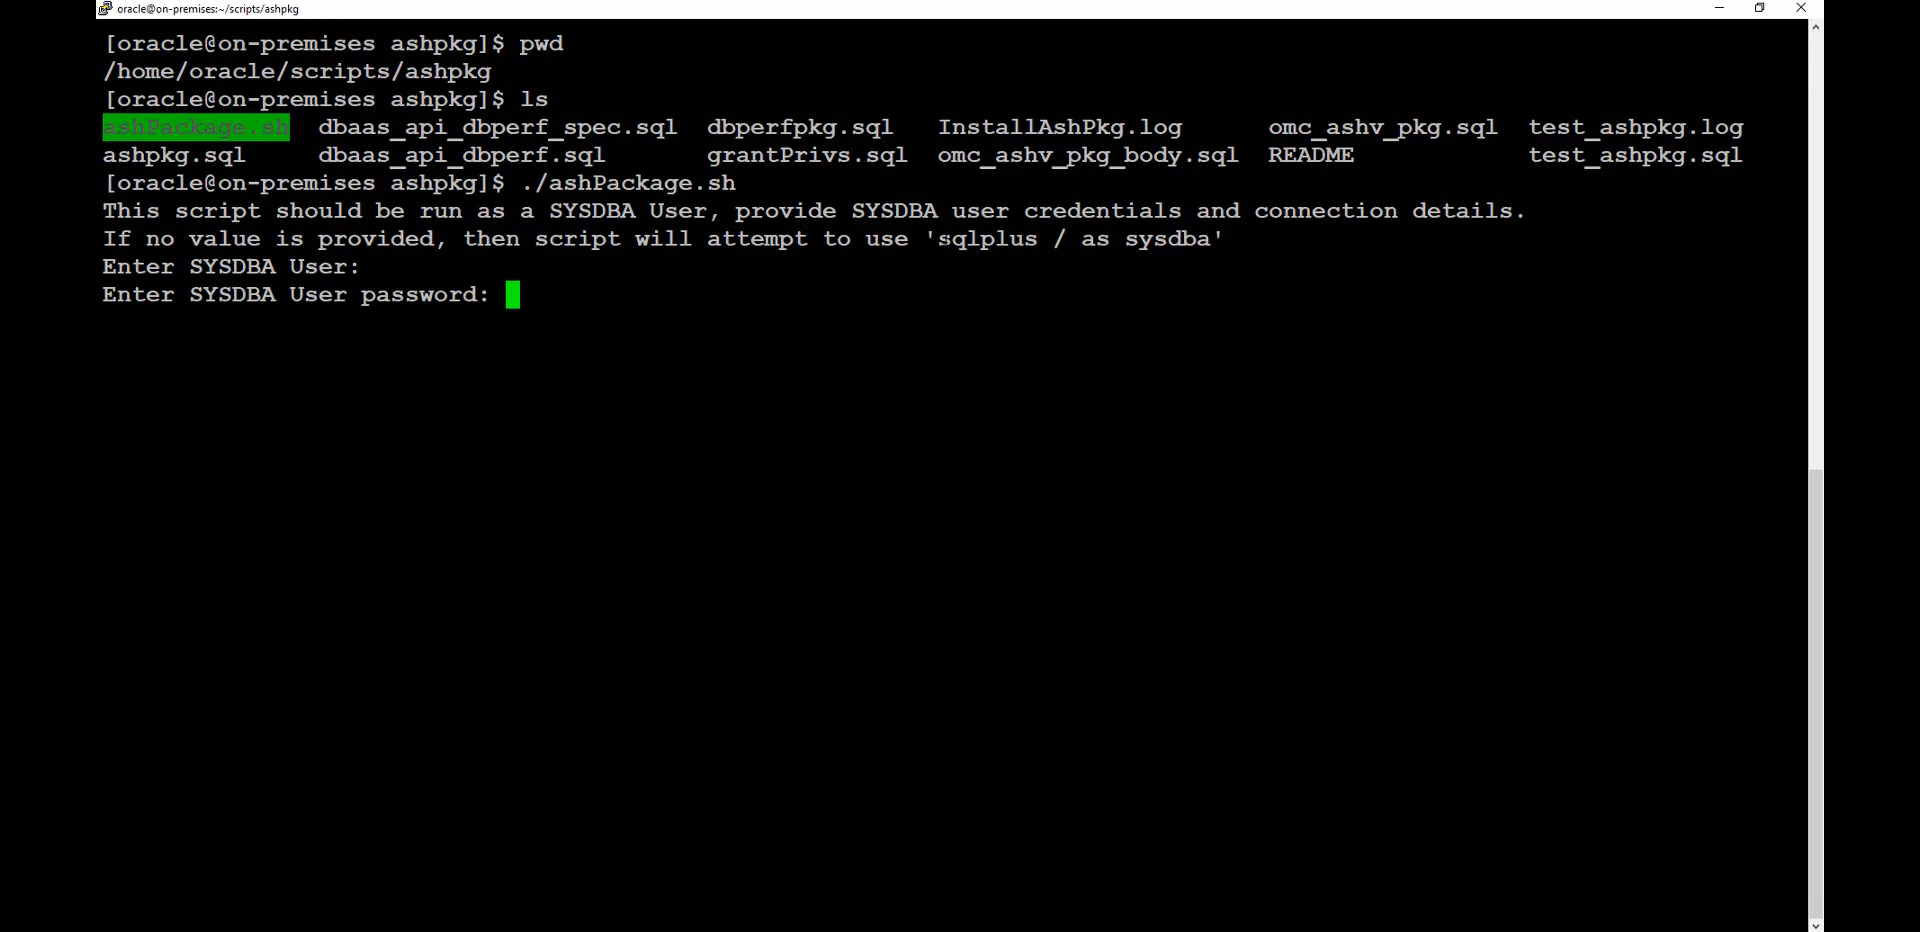 oracle@on-premises:~/scripts/ashpkg
[oracle@on-premises ashpkg]$ pwd
/home/oracle/scripts/ashpkg
[oracle@on-premises ashpkg]$ ls
ashPackage.sh  dbaas_api_dbperf_spec.sql  dbperfpkg.sql  InstallAshPkg.log  omc_ashv_pkg.sql  test_ashpkg.log
ashpkg.sql  dbaas_api_dbperf.sql  grantPrivs.sql  omc_ashv_pkg_body.sql  README  test_ashpkg.sql
[oracle@on-premises ashpkg]$ ./ashPackage.sh
This script should be run as a SYSDBA User, provide SYSDBA user credentials and connection details.
If no value is provided, then script will attempt to use 'sqlplus / as sysdba'
Enter SYSDBA User:
Enter SYSDBA User password: